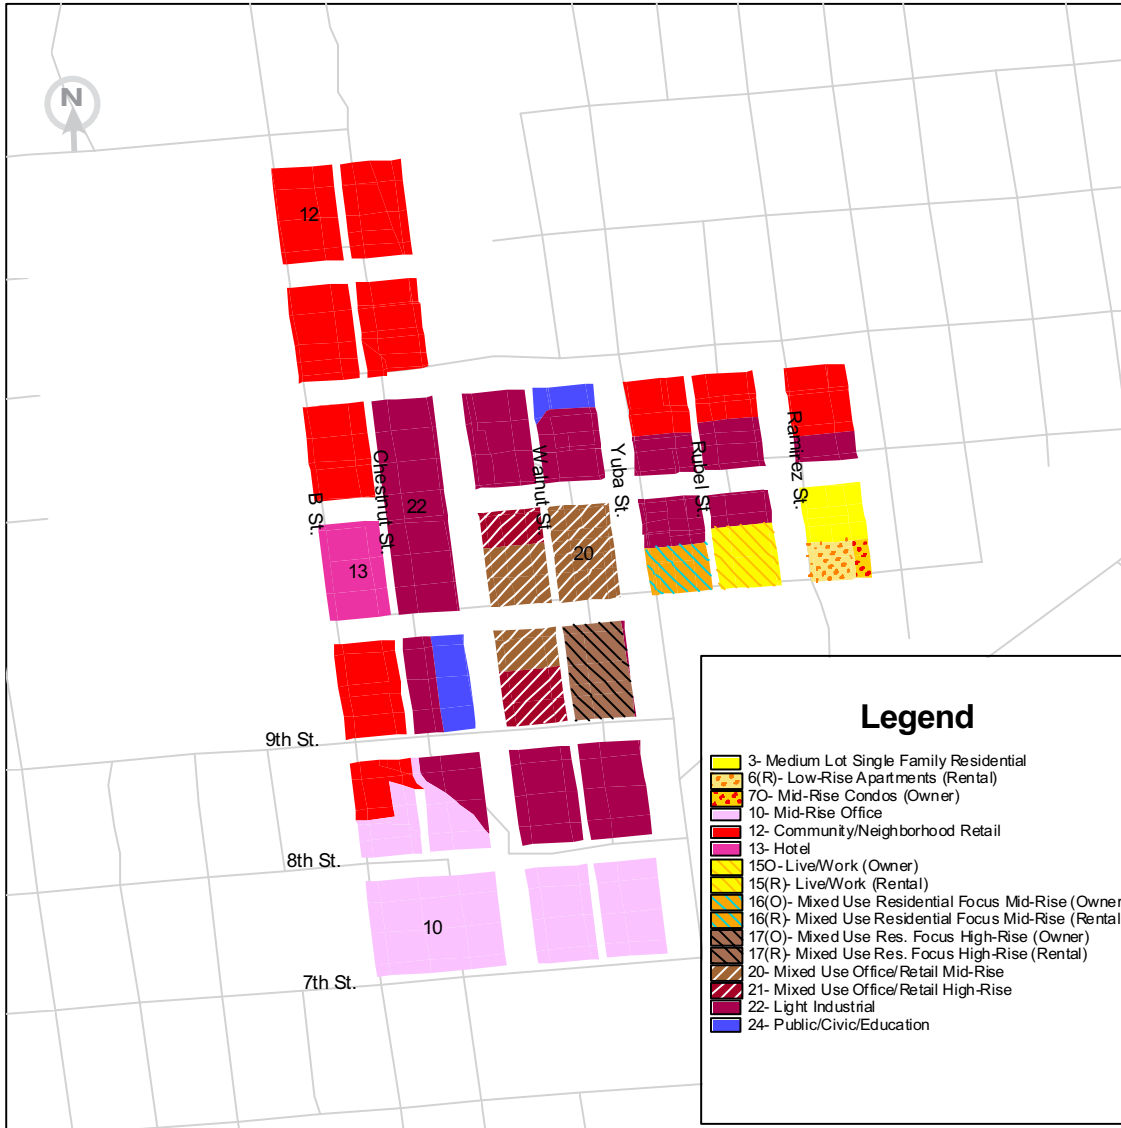 N
12
Ramirez St.
Chesnut St.
Walnut St
Yuba St.
Rubel St.
B St.
22
20
13
9th St.
8th St.
10
7th St.
Legend
3- Medium Lot Single Family Residential
6(R)- Low-Rise Apartments (Rental)
7O- Mid-Rise Condos (Owner)
10- Mid-Rise Office
12- Community/Neighborhood Retail
13- Hotel
15O- Live/Work (Owner)
15(R)- Live/Work (Rental)
16(O)- Mixed Use Residential Focus Mid-Rise (Owner
16(R)- Mixed Use Residential Focus Mid-Rise (Rental
17(O)- Mixed Use Res. Focus High-Rise (Owner)
17(R)- Mixed Use Res. Focus High-Rise (Rental)
20- Mixed Use Office/Retail Mid-Rise
21- Mixed Use Office/Retail High-Rise
22- Light Industrial
24- Public/Civic/Education